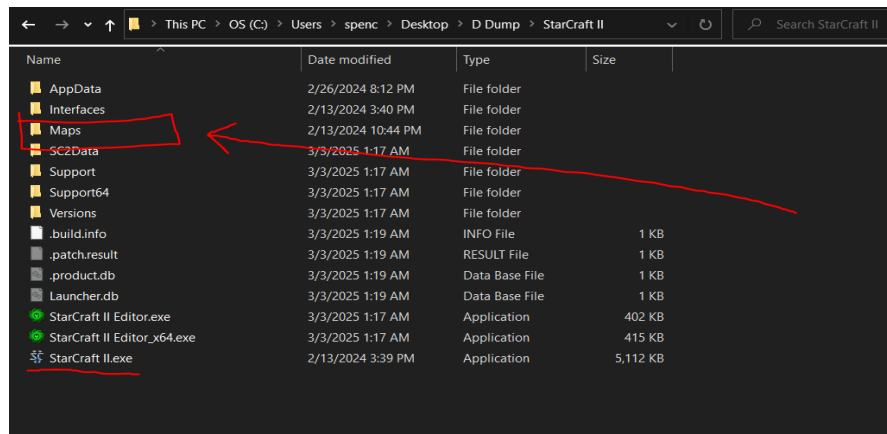 This PC > OS (C:) > Users > spenc > Desktop > D Dump > StarCraft II Search StarCraft II
Name Date modified Type Size
AppData 2/26/2024 8:12 PM File folder
Interfaces 2/13/2024 3:40 PM File folder
Maps 2/13/2024 10:44 PM File folder
SC2Data 3/3/2025 1:17 AM File folder
Support 3/3/2025 1:17 AM File folder
Support64 3/3/2025 1:17 AM File folder
Versions 3/3/2025 1:17 AM File folder
.build.info 3/3/2025 1:19 AM INFO File 1 KB
.patch.result 3/3/2025 1:19 AM RESULT File 1 KB
.product.db 3/3/2025 1:19 AM Data Base File 1 KB
Launcher.db 3/3/2025 1:19 AM Data Base File 1 KB
StarCraft II Editor.exe 3/3/2025 1:17 AM Application 402 KB
StarCraft II Editor_x64.exe 3/3/2025 1:17 AM Application 415 KB
StarCraft II.exe 2/13/2024 3:39 PM Application 5,112 KB